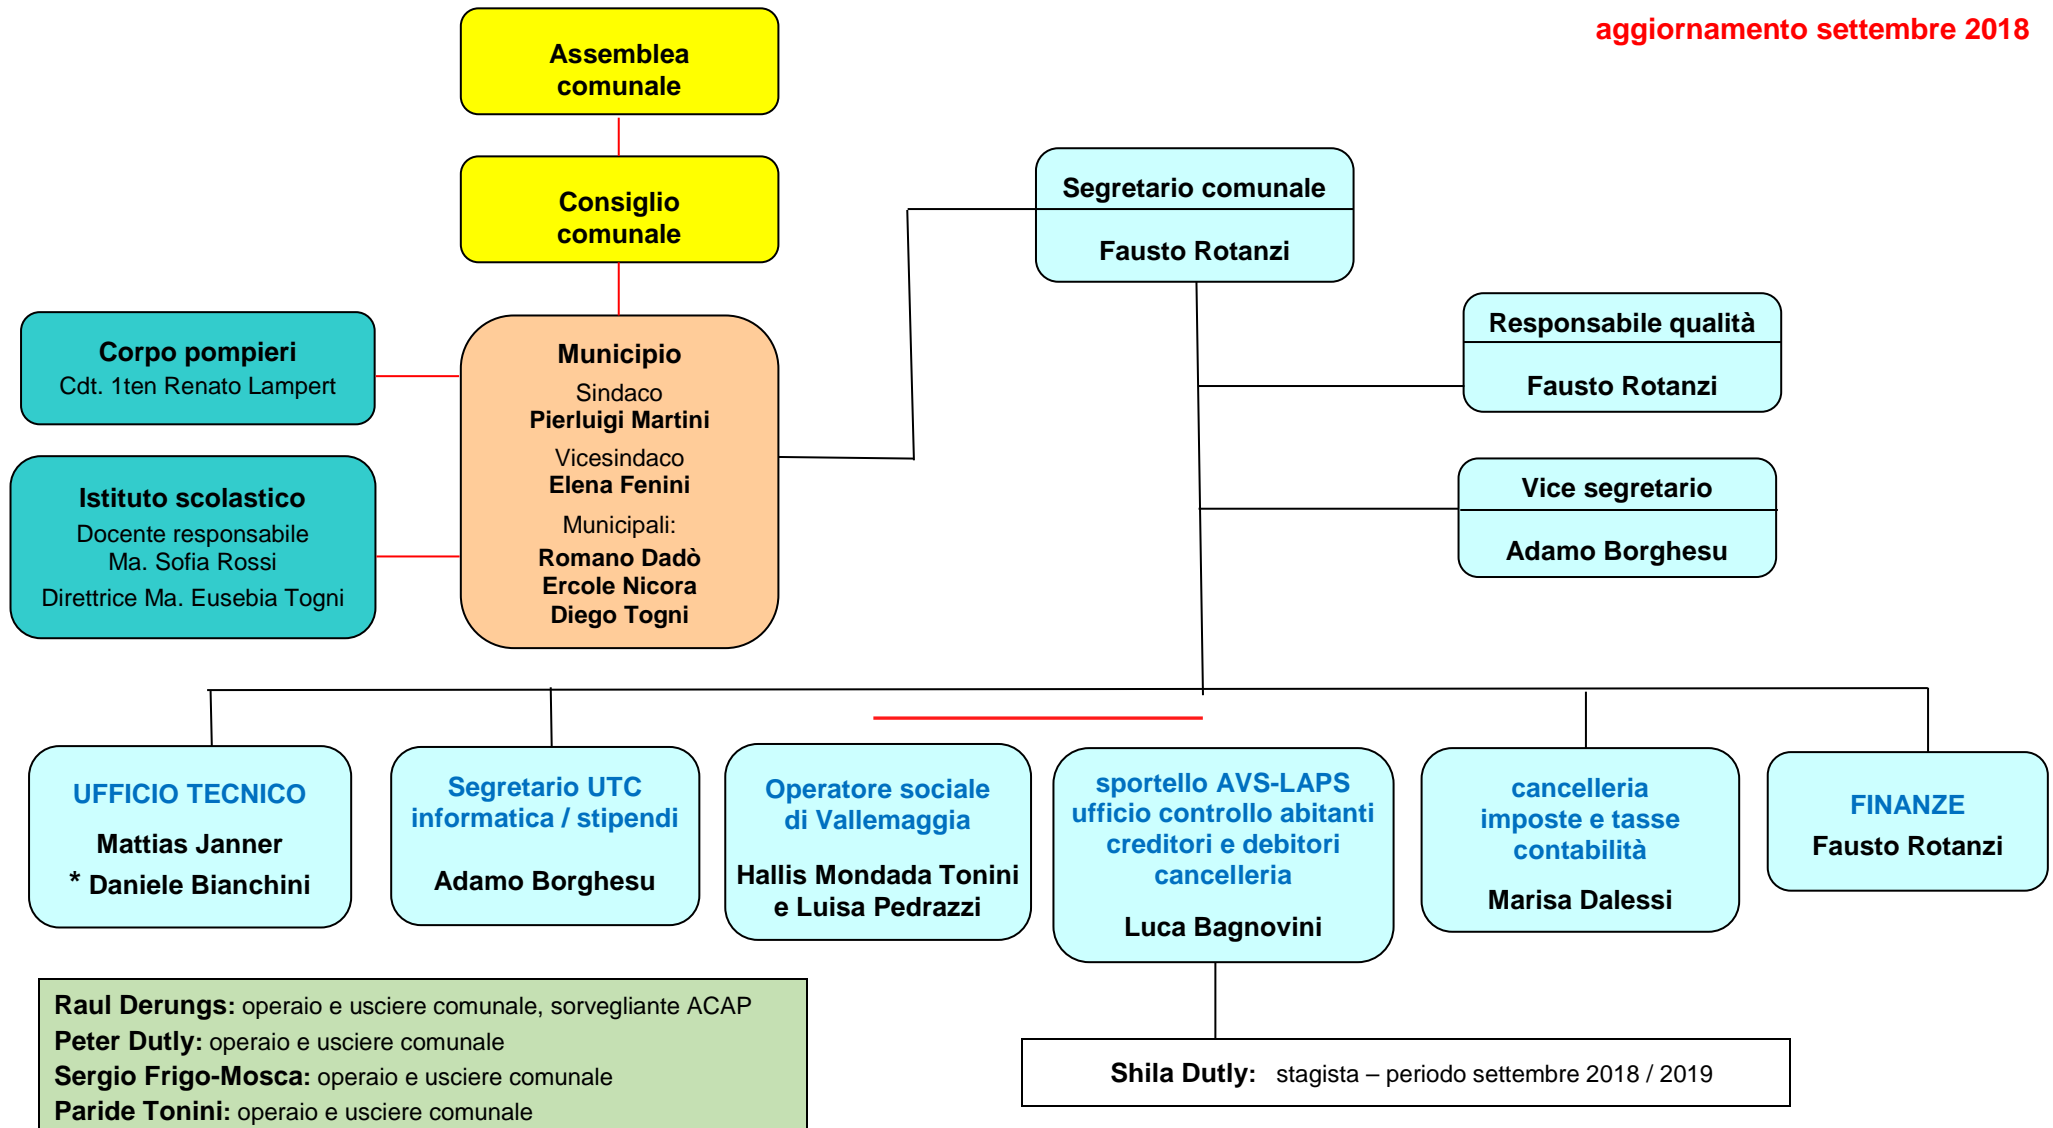 aggiornamento settembre 2018
Assemblea
comunale
Consiglio
comunale
Segretario comunale
Fausto Rotanzi
Responsabile qualità
Fausto Rotanzi
Vice segretario
Adamo Borghesu
Corpo pompieri
Cdt. 1ten Renato Lampert
Istituto scolastico
Docente responsabile
Ma. Sofia Rossi
Direttrice Ma. Eusebia Togni
Municipio
Sindaco
Pierluigi Martini
Vicesindaco
Elena Fenini
Municipali:
Romano Dadò
Ercole Nicora
Diego Togni
UFFICIO TECNICO
Mattias Janner
* Daniele Bianchini
Segretario UTC
informatica / stipendi
Adamo Borghesu
Operatore sociale
di Vallemaggia
Hallis Mondada Tonini
e Luisa Pedrazzi
sportello AVS-LAPS
ufficio controllo abitanti
creditori e debitori
cancelleria
Luca Bagnovini
cancelleria
imposte e tasse
contabilità
Marisa Dalessi
FINANZE
Fausto Rotanzi
Raul Derungs: operaio e usciere comunale, sorvegliante ACAP
Peter Dutly: operaio e usciere comunale
Sergio Frigo-Mosca: operaio e usciere comunale
Paride Tonini: operaio e usciere comunale
Shila Dutly: stagista – periodo settembre 2018 / 2019